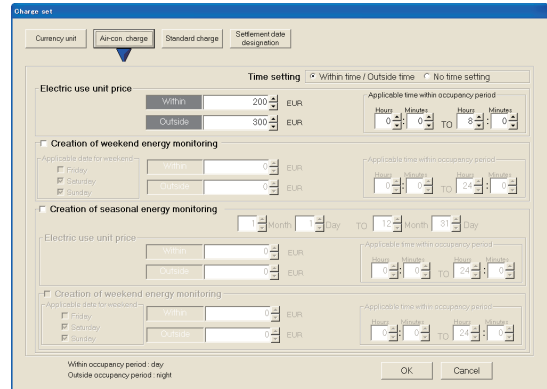 Charge set
Currency unit Air-con. charge Standard charge Settlement date designation
Time setting Within time / Outside time No time setting
Electric use unit price
Within 200 EUR
Outside 300 EUR
Applicable time within occupancy period
Hours Minutes Hours Minutes
0 : 0 TO 8 : 0
Creation of weekend energy monitoring
Applicable date for weekend
Friday
Saturday
Sunday
Within 0 EUR
Outside 0 EUR
Applicable time within occupancy period
Hours Minutes Hours Minutes
0 : 0 TO 24 : 0
Creation of seasonal energy monitoring
1 Month 1 Day TO 12 Month 31 Day
Electric use unit price
Within 0 EUR
Outside 0 EUR
Applicable time within occupancy period
Hours Minutes Hours Minutes
0 : 0 TO 24 : 0
Creation of weekend energy monitoring
Applicable date for weekend
Friday
Saturday
Sunday
Within 0 EUR
Outside 0 EUR
Applicable time within occupancy period
Hours Minutes Hours Minutes
0 : 0 TO 24 : 0
Within occupancy period : day
Outside occupancy period : night
OK Cancel